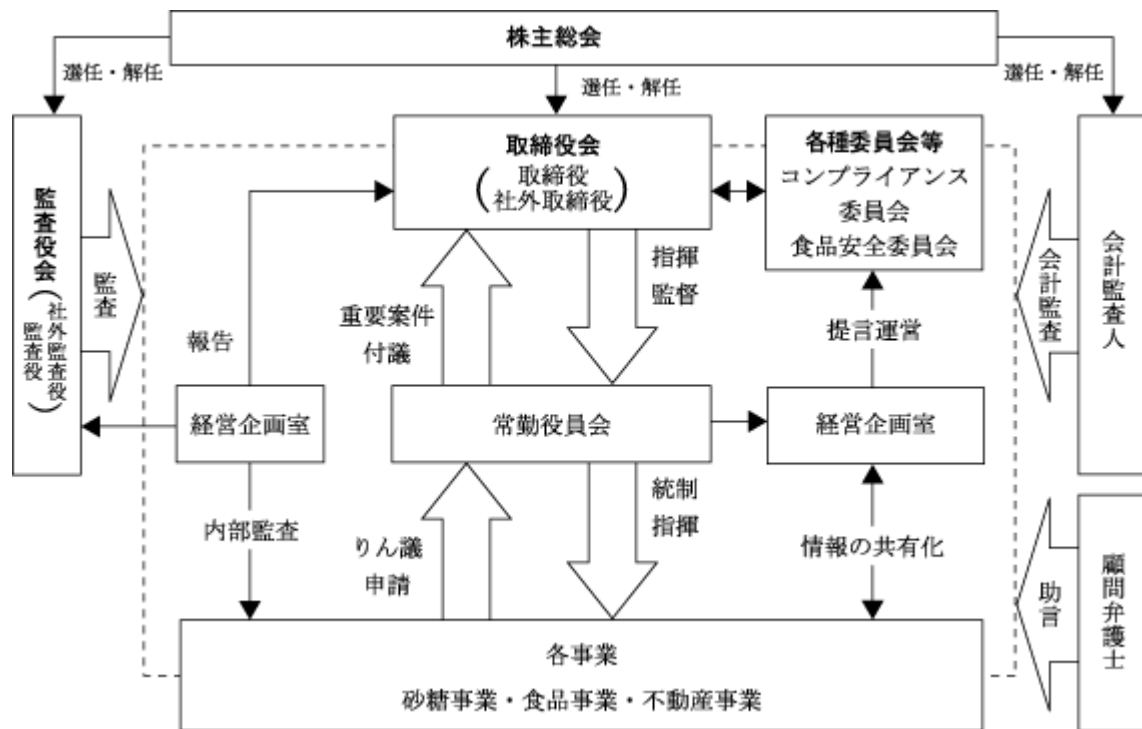 株主総会
選任・解任
選任・解任
選任・解任
監査役会
(社外監査役
監査役)
監査
取締役会
(取締役
社外取締役)
各種委員会等
コンプライアンス
委員会
食品安全委員会
会計監査人
会計監査
報告
重要案件
付議
指揮
監督
提言運営
経営企画室
常勤役員会
経営企画室
内部監査
りん議
申請
統制
指揮
情報の共有化
顧問弁護士
助言
各事業
砂糖事業・食品事業・不動産事業